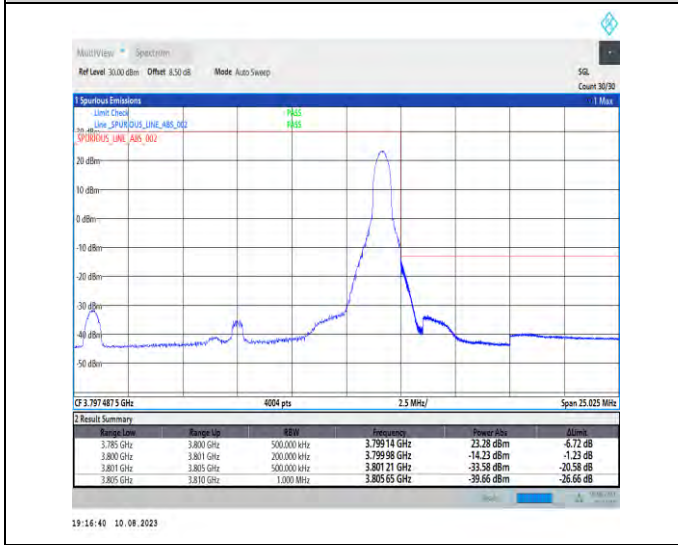 MultiView Spectrum
Ref Level 30.00 dBm Offset 8.50 dB Mode Auto Sweep SGL
Count 30/30
1 Spurious Emissions 1 Max
Limit Check PASS
Line _SPURIOUS_LINE_ABS_002 PASS
_SPURIOUS_LINE_ABS_002
20 dBm
10 dBm
0 dBm
-10 dBm
-20 dBm
-30 dBm
-40 dBm
-50 dBm
CF 3.797 487 5 GHz 4004 pts 2.5 MHz/ Span 25.025 MHz
2 Result Summary
Range Low Range Up RBW Frequency Power Abs ΔLimit
3.785 GHz 3.800 GHz 500.000 kHz 3.799 14 GHz 23.28 dBm -6.72 dB
3.800 GHz 3.801 GHz 200.000 kHz 3.799 98 GHz -14.23 dBm -1.23 dB
3.801 GHz 3.805 GHz 500.000 kHz 3.801 21 GHz -33.58 dBm -20.58 dB
3.805 GHz 3.810 GHz 1.000 MHz 3.805 65 GHz -39.66 dBm -26.66 dB
19:16:40 10.08.2023